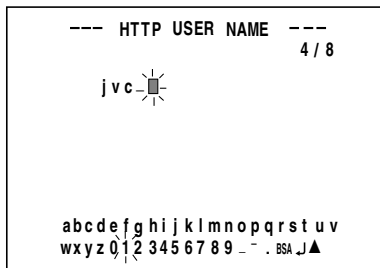 --- HTTP USER NAME ---
4/8
jvc_
abcdefghijklmnopqrstuv
wxyz0123456789_-. BSA ↲▲